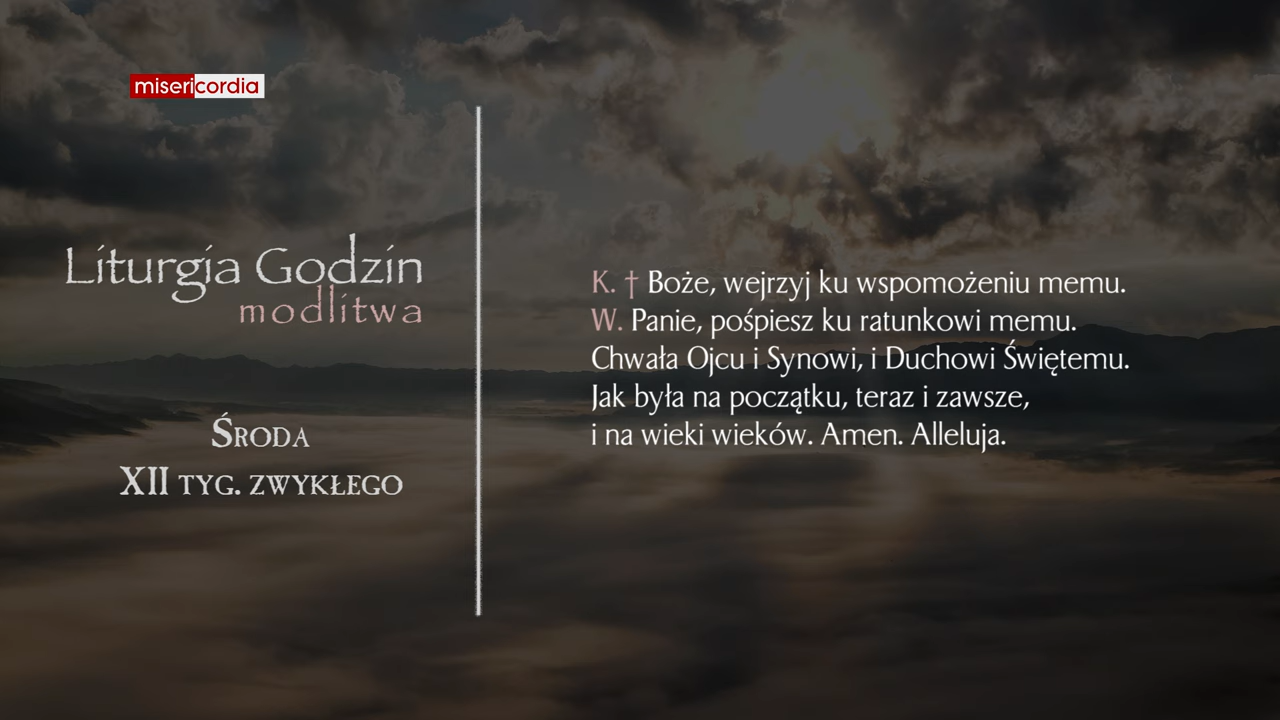 misericordia
Liturgia Godzin
modlitwa
Środa
XII tyg. zwykłego
K. † Boże, wejrzyj ku wspomożeniu memu.
W. Panie, pośpiesz ku ratunkowi memu.
Chwała Ojcu i Synowi, i Duchowi Świętemu.
Jak była na początku, teraz i zawsze,
i na wieki wieków. Amen. Alleluja.